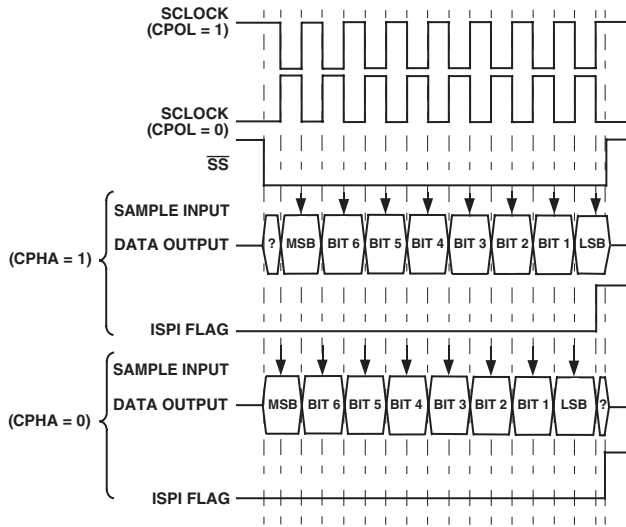 SCLOCK
(CPOL = 1)
SCLOCK
(CPOL = 0)
SS
SAMPLE INPUT
(CPHA = 1)
DATA OUTPUT
? MSB BIT 6 BIT 5 BIT 4 BIT 3 BIT 2 BIT 1 LSB
ISPI FLAG
SAMPLE INPUT
(CPHA = 0)
DATA OUTPUT
MSB BIT 6 BIT 5 BIT 4 BIT 3 BIT 2 BIT 1 LSB ?
ISPI FLAG